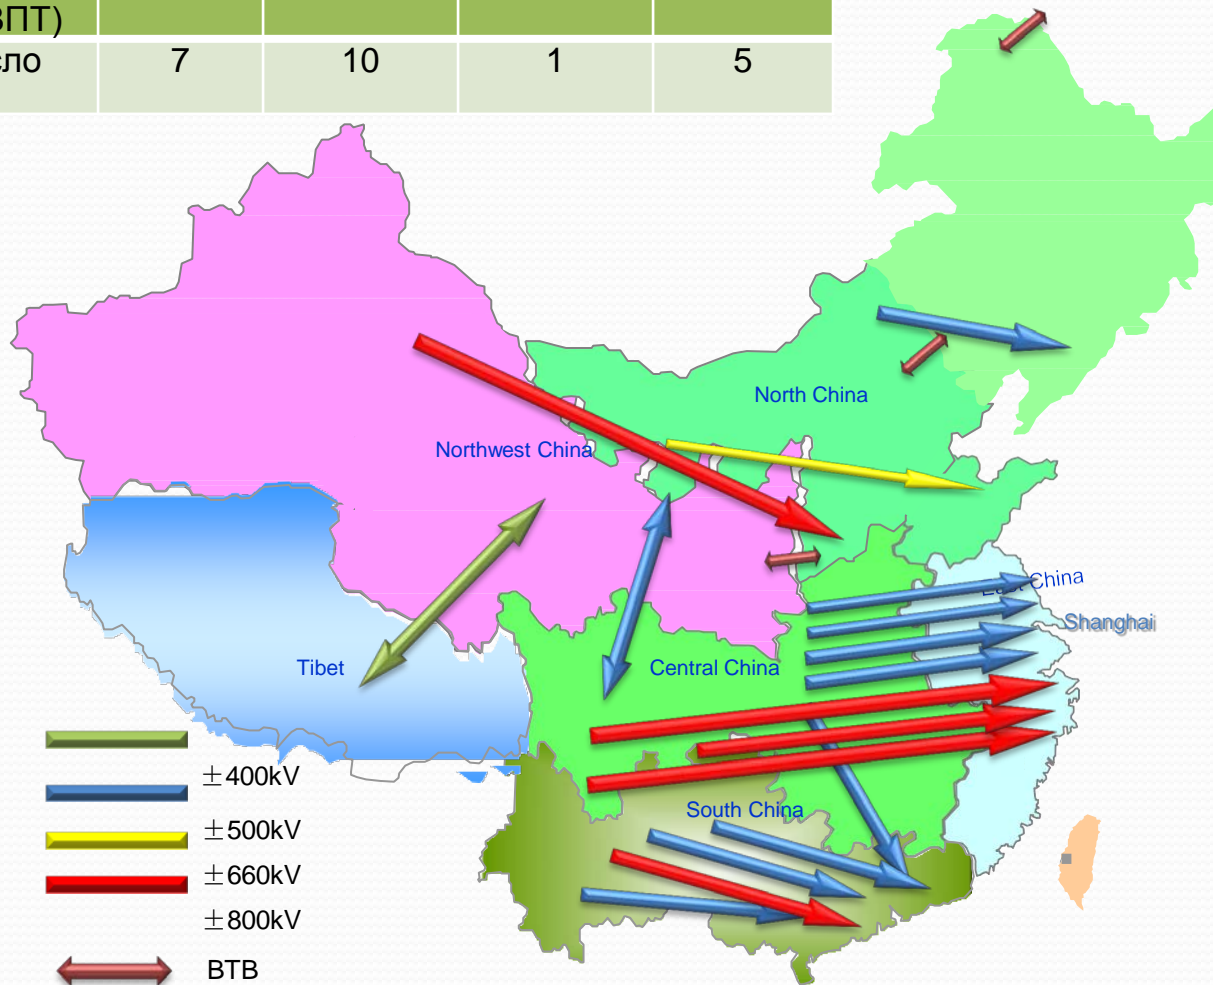 ВПТ)
сло 7 10 1 5
North China
Northwest China
East China
Shanghai
Tibet
Central China
South China
±400kV
±500kV
±660kV
±800kV
BTB